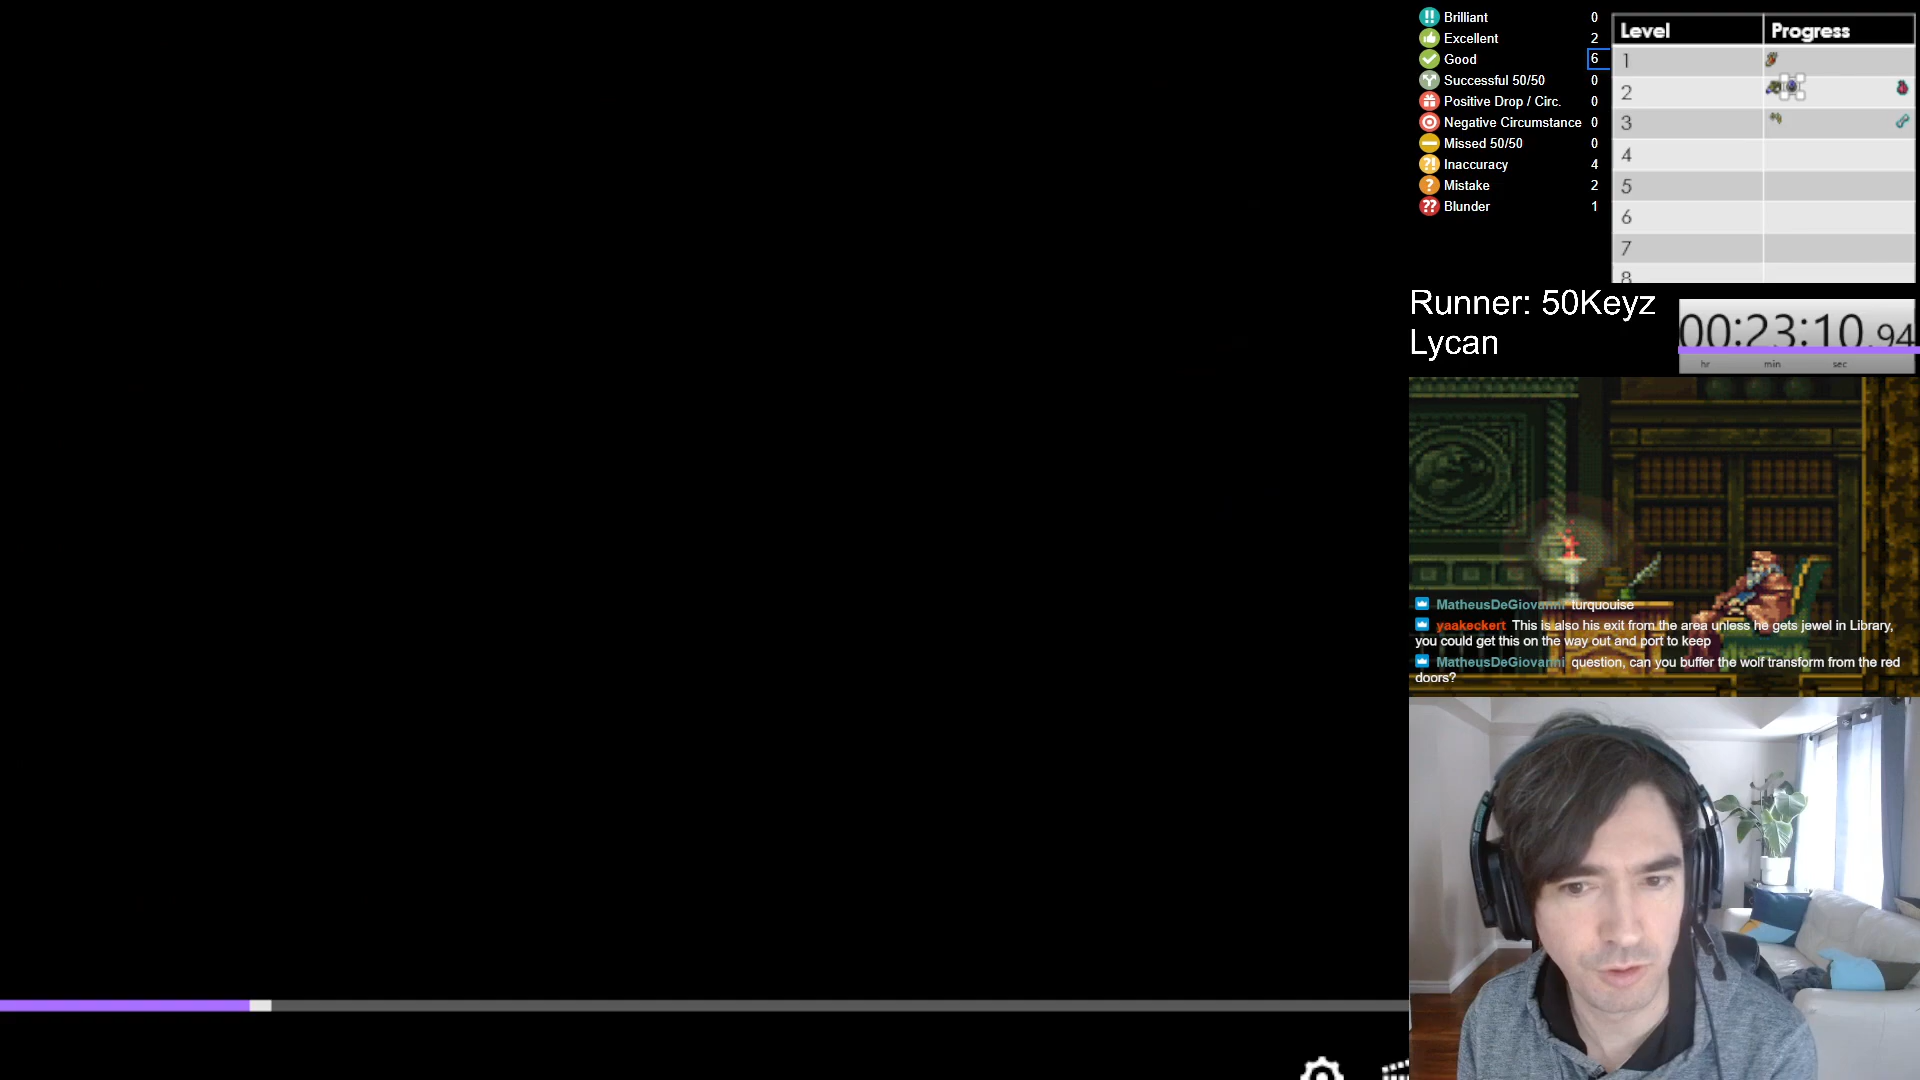 Brilliant 0
Excellent 2
Good 6
Successful 50/50 0
Positive Drop / Circ. 0
Negative Circumstance 0
Missed 50/50 0
Inaccuracy 4
Mistake 2
Blunder 1
Level Progress
1
2
3
4
5
6
7
8
Runner: 50Keyz
Lycan
00:23:10.94
hr min sec
MatheusDeGiovanni turquouise
yaakeckert This is also his exit from the area unless he gets jewel in Library,
you could get this on the way out and port to keep
MatheusDeGiovanni question, can you buffer the wolf transform from the red
doors?